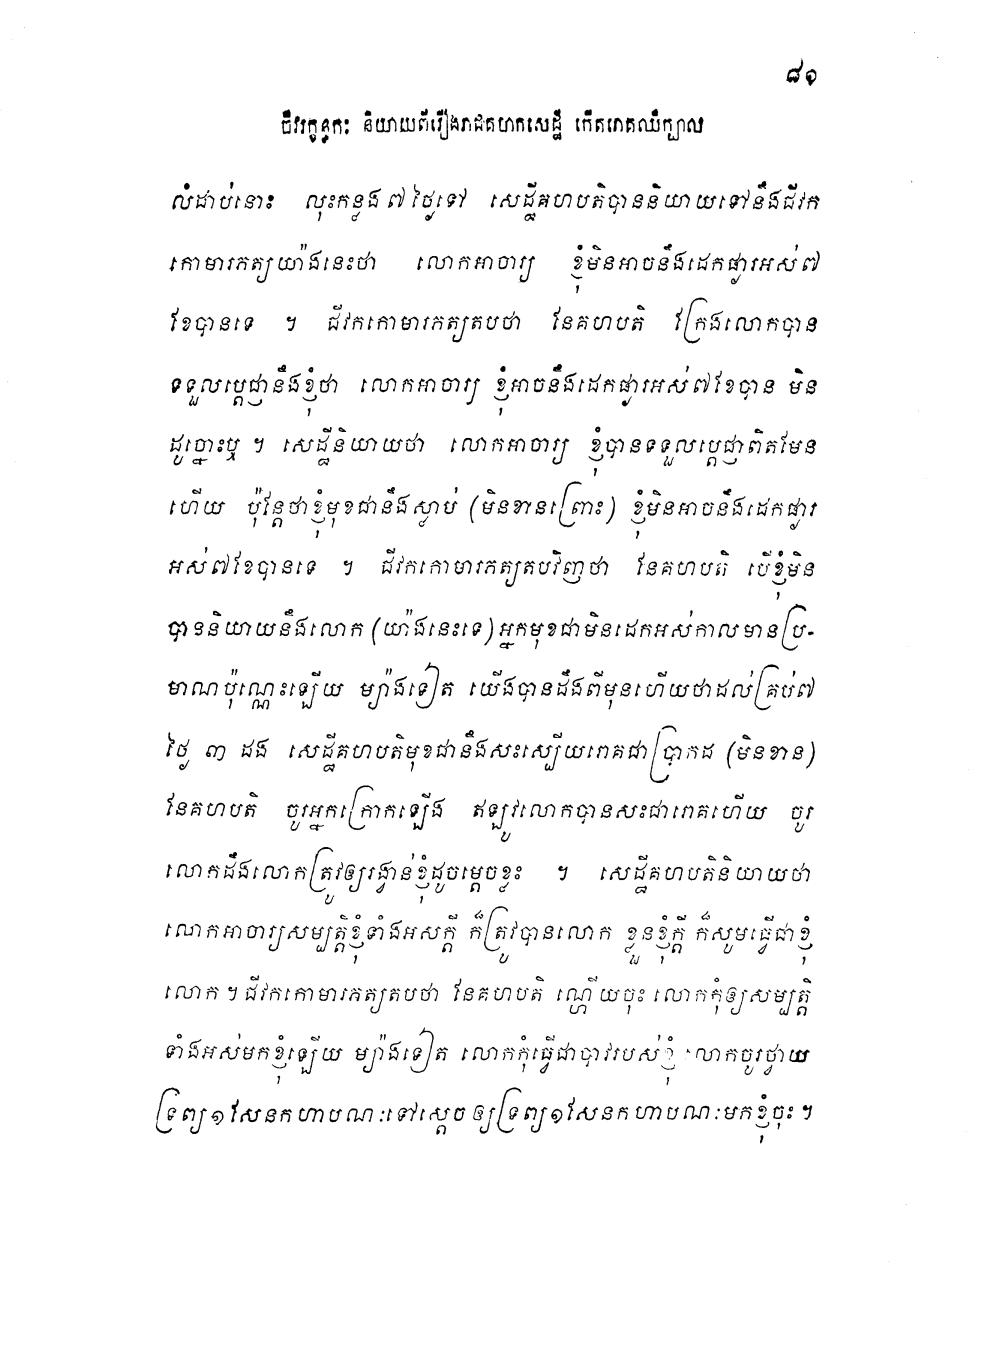 ៨១
ចីវរក្ខន្ធកៈ និយាយពីរឿងរាជគហកសេដ្ឋី កើតរោគឈឺក្បាល
លំដាប់នោះ លុះកន្លង៧ថ្ងៃទៅ សេដ្ឋីគហបតិបាននិយាយទៅនឹងជីវក
កោមារភត្យយ៉ាងនេះថា លោកអាចារ្យ ខ្ញុំមិនអាចនឹងដេកផ្ងារអស់៧
ខែបានទេ ។ ជីវកកោមារភត្យតបថា នែគហបតិ ក្រែងលោកបាន
ទទួលប្តេជ្ញានឹងខ្ញុំថា លោកអាចារ្យ ខ្ញុំអាចនឹងដេកផ្ងារអស់៧ខែបាន មិន
ដូច្នោះឬ ។ សេដ្ឋីនិយាយថា លោកអាចារ្យ ខ្ញុំបានទទួលប្តេជ្ញាពិតមែន
ហើយ ប៉ុន្តែថាខ្ញុំមុខជានឹងស្លាប់ (មិនខានព្រោះ) ខ្ញុំមិនអាចនឹងដេកផ្ងារ
អស់៧ខែបានទេ ។ ជីវកកោមារភត្យតបវិញថា នែគហបតិ បើខ្ញុំមិន
បាននិយាយនឹងលោក (យ៉ាងនេះទេ) អ្នកមុខជាមិនដេកអស់កាលមានប្រ-
មាណប៉ុណ្ណេះឡើយ ម្យ៉ាងទៀត យើងបានដឹងពីមុនហើយថាដល់គ្រប់៧
ថ្ងៃ ៣ ដង សេដ្ឋីគហបតិមុខជានឹងសះស្បើយរោគជាប្រាកដ (មិនខាន)
នែគហបតិ ចូរអ្នកក្រោកឡើង ឥឡូវលោកបានសះជារោគហើយ ចូរ
លោកដឹងលោកត្រូវឲ្យរង្វាន់ខ្ញុំដូចម្តេចខ្លះ ។ សេដ្ឋីគហបតិនិយាយថា
លោកអាចារ្យសម្បត្តិខ្ញុំទាំងអសក្តី ក៏ត្រូវបានលោក ខ្លួនខ្ញុំក្តី ក៏សូមធ្វើជាខ្ញុំ
លោក ។ ជីវកកោមារភត្យតបថា នែគហបតិ ណ្ហើយចុះ លោកកុំឲ្យសម្បត្តិ
ទាំងអស់មកខ្ញុំឡើយ ម្យ៉ាងទៀត លោកកុំធ្វើជាបាវរបស់ខ្ញុំ លោកចូរថ្វាយ
ទ្រព្យ១សែនកហាបណៈទៅស្តេច ឲ្យទ្រព្យ១សែនកហាបណៈមកខ្ញុំចុះ ។